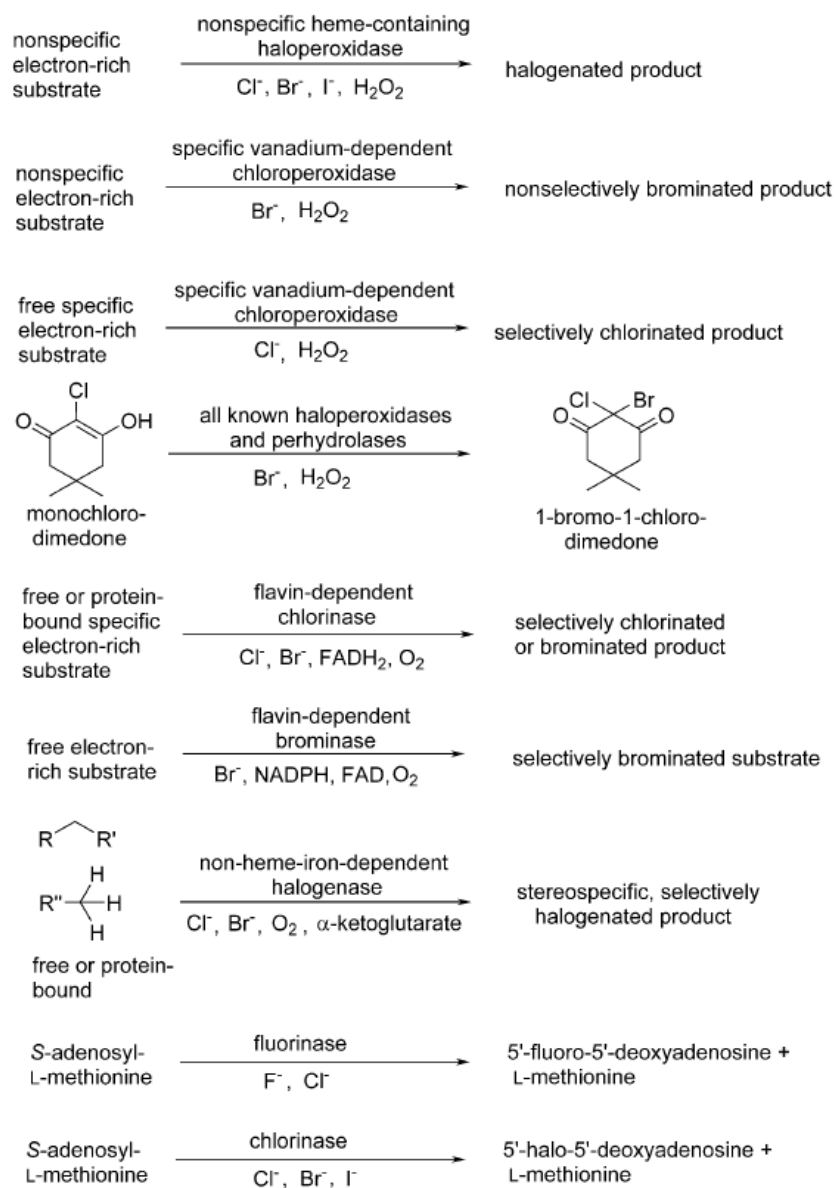 nonspecific
electron-rich
substrate
nonspecific heme-containing
haloperoxidase
Cl⁻, Br⁻, I⁻, H₂O₂
halogenated product
nonspecific
electron-rich
substrate
specific vanadium-dependent
chloroperoxidase
Br⁻, H₂O₂
nonselectively brominated product
free specific
electron-rich
substrate
specific vanadium-dependent
chloroperoxidase
Cl⁻, H₂O₂
selectively chlorinated product
Cl
O
OH
monochloro-
dimedone
all known haloperoxidases
and perhydrolases
Br⁻, H₂O₂
Cl Br
O O
1-bromo-1-chloro-
dimedone
free or protein-
bound specific
electron-rich
substrate
flavin-dependent
chlorinase
Cl⁻, Br⁻, FADH₂, O₂
selectively chlorinated
or brominated product
free electron-
rich substrate
flavin-dependent
brominase
Br⁻, NADPH, FAD, O₂
selectively brominated substrate
R R'
H
R" H
H
free or protein-
bound
non-heme-iron-dependent
halogenase
Cl⁻, Br⁻, O₂, α-ketoglutarate
stereospecific, selectively
halogenated product
S-adenosyl-
L-methionine
fluorinase
F⁻, Cl⁻
5'-fluoro-5'-deoxyadenosine +
L-methionine
S-adenosyl-
L-methionine
chlorinase
Cl⁻, Br⁻, I⁻
5'-halo-5'-deoxyadenosine +
L-methionine